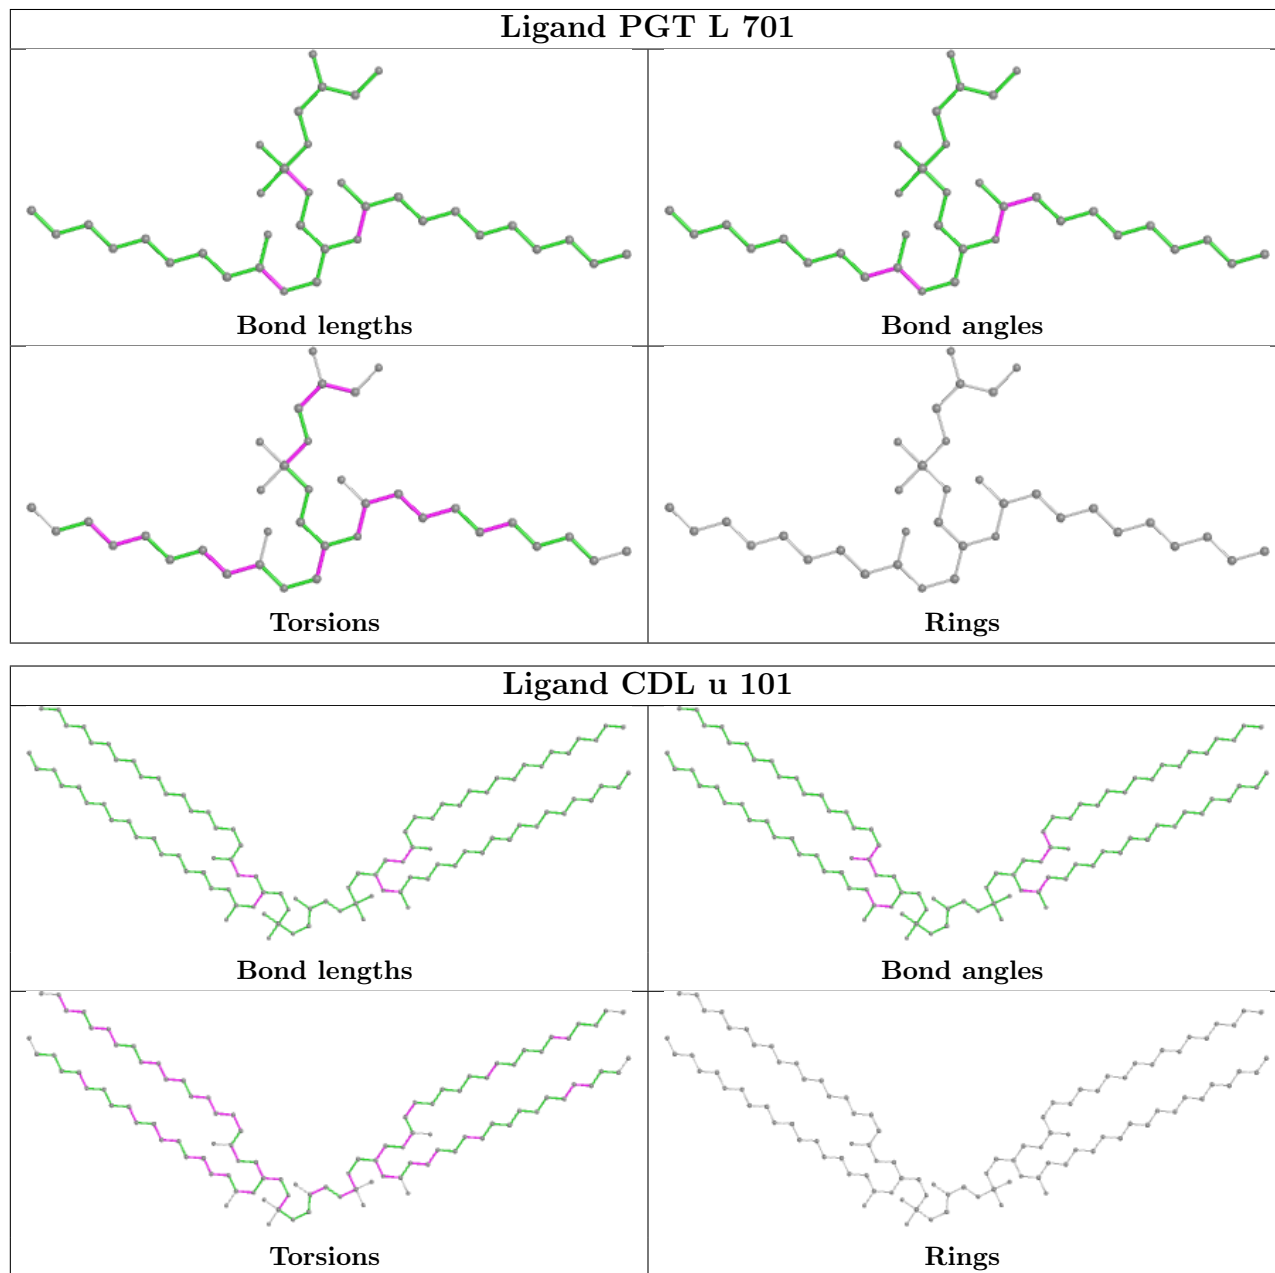 Ligand PGT L 701
Bond lengths
Bond angles
Torsions
Rings
Ligand CDL u 101
Bond lengths
Bond angles
Torsions
Rings